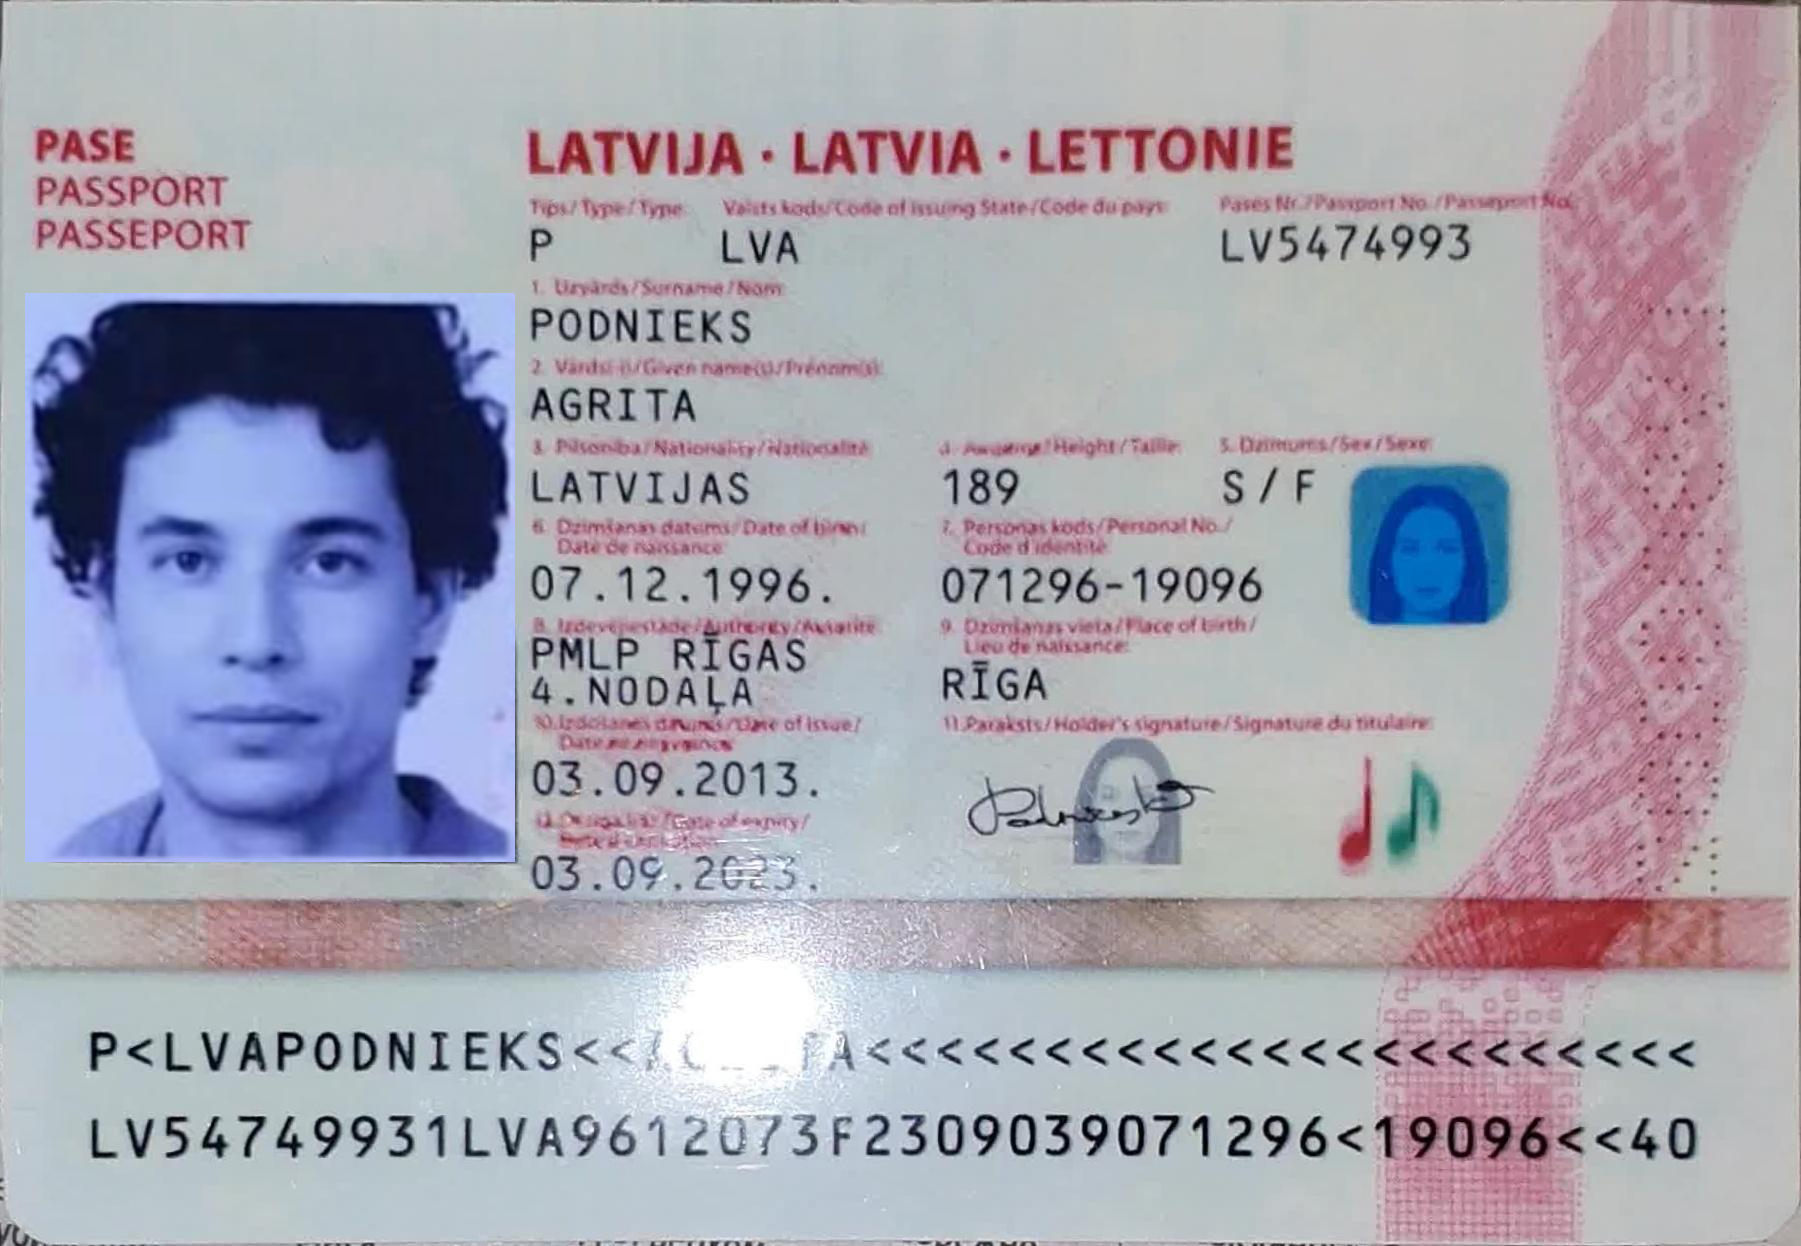 PASE
PASSPORT
PASSEPORT
LATVIJA · LATVIA · LETTONIE
Tips/Type/Type Valsts kods/Code of issuing State/Code du pays Pases Nr./Passport No./Passeport No.
P LVA LV5474993
1. Uzvārds/Surname/Nom
PODNIEKS
2. Vārds(-i)/Given name(s)/Prénom(s)
AGRITA
3. Pilsonība/Nationality/Nationalité 4. /Height/Taille 5. Dzimums/Sex/Sexe
LATVIJAS 189 S/F
6. Dzimšanas datums/Date of birth/ 7. Personas kods/Personal No./
Date de naissance Code d'identité
07.12.1996. 071296-19096
8. Izdevējiestāde/Authority/Autorité 9. Dzimšanas vieta/Place of birth/
Lieu de naissance
PMLP RĪGAS
4.NODAĻA RĪGA
10. Izdošanas datums/Date of issue/ 11. Paraksts/Holder's signature/Signature du titulaire
Date
03.09.2013.
12. /Date of expiry/
03.09.2023.
P<LVAPODNIEKS<<<<<<<<<<<<<<<<<<<<<<<<<
LV54749931LVA9612073F2309039071296<19096<<40